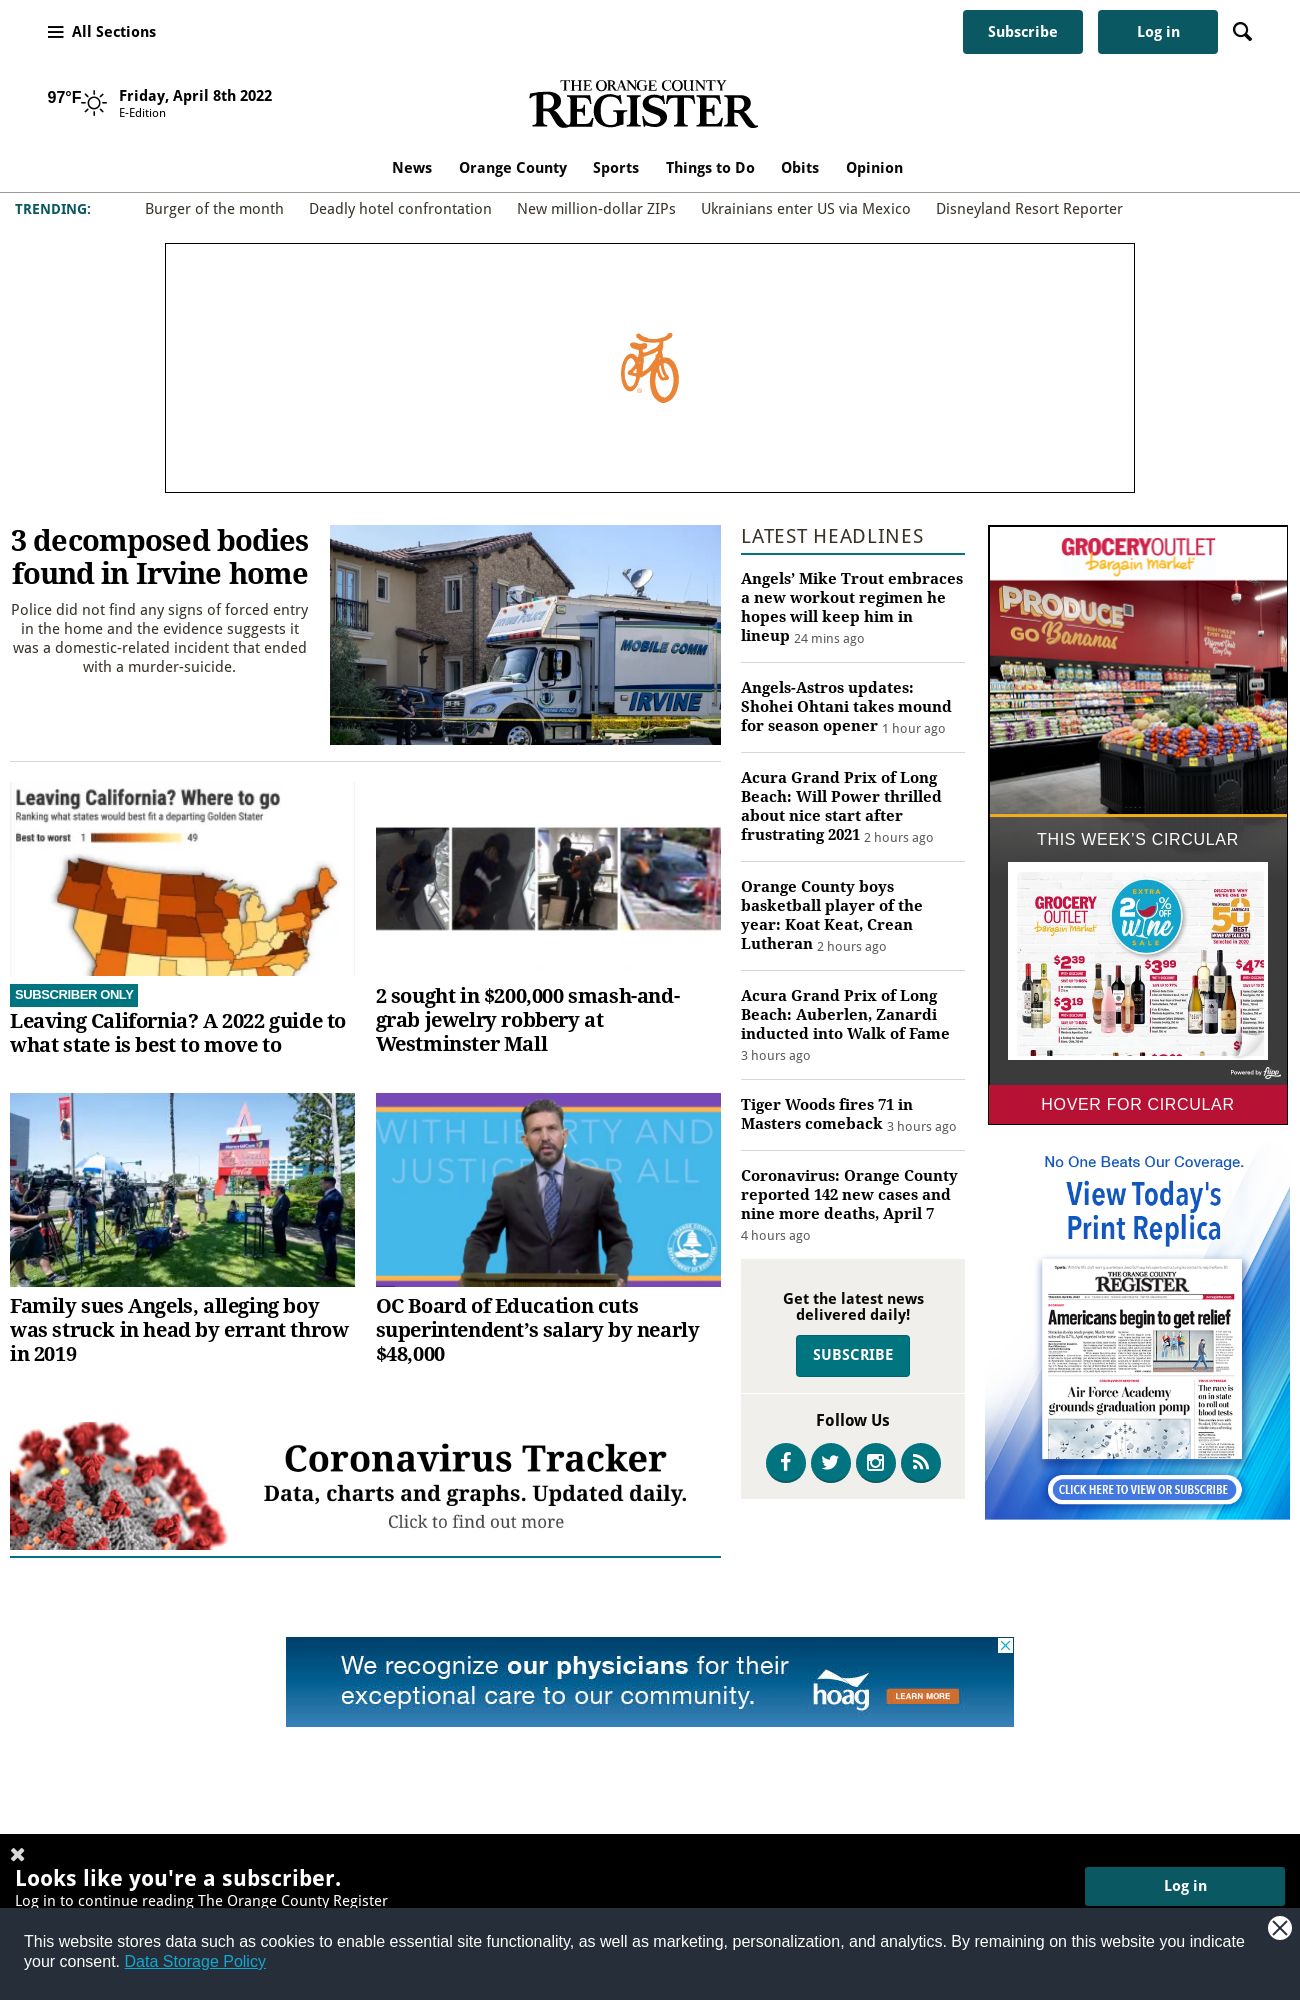 All Sections
Subscribe
Log in
97°F
Friday, April 8th 2022
E-Edition
THE ORANGE COUNTY
REGISTER
News
Orange County
Sports
Things to Do
Obits
Opinion
TRENDING:
Burger of the month
Deadly hotel confrontation
New million-dollar ZIPs
Ukrainians enter US via Mexico
Disneyland Resort Reporter
3 decomposed bodies
found in Irvine home
Police did not find any signs of forced entry
in the home and the evidence suggests it
was a domestic-related incident that ended
with a murder-suicide.
MOBILE COMM
IRVINE
Leaving California? Where to go
Ranking what states would best fit a departing Golden Stater
Best to worst 1 49
SUBSCRIBER ONLY
Leaving California? A 2022 guide to
what state is best to move to
2 sought in $200,000 smash-and-
grab jewelry robbery at
Westminster Mall
Family sues Angels, alleging boy
was struck in head by errant throw
in 2019
WITH LIBERTY AND
JUSTICE FOR ALL
OC Board of Education cuts
superintendent’s salary by nearly
$48,000
Coronavirus Tracker
Data, charts and graphs. Updated daily.
Click to find out more
LATEST HEADLINES
Angels’ Mike Trout embraces
a new workout regimen he
hopes will keep him in
lineup 24 mins ago
Angels-Astros updates:
Shohei Ohtani takes mound
for season opener 1 hour ago
Acura Grand Prix of Long
Beach: Will Power thrilled
about nice start after
frustrating 2021 2 hours ago
Orange County boys
basketball player of the
year: Koat Keat, Crean
Lutheran 2 hours ago
Acura Grand Prix of Long
Beach: Auberlen, Zanardi
inducted into Walk of Fame
3 hours ago
Tiger Woods fires 71 in
Masters comeback 3 hours ago
Coronavirus: Orange County
reported 142 new cases and
nine more deaths, April 7
4 hours ago
Get the latest news
delivered daily!
SUBSCRIBE
Follow Us
GROCERY OUTLET
bargain Market
PRODUCE
GO Bananas
THIS WEEK’S CIRCULAR
GROCERY
OUTLET
bargain Market
EXTRA
20% OFF
wine
SALE
50
BEST
$2.39
$3.99
$4.79
$3.19
Powered by flipp
HOVER FOR CIRCULAR
No One Beats Our Coverage.
View Today's
Print Replica
THE ORANGE COUNTY
REGISTER
Americans begin to get relief
Air Force Academy
grounds graduation pomp
The race is
on in state
to roll out
blood tests
CLICK HERE TO VIEW OR SUBSCRIBE
We recognize our physicians for their
exceptional care to our community.
hoag
LEARN MORE
Looks like you're a subscriber.
Log in to continue reading The Orange County Register
Log in
This website stores data such as cookies to enable essential site functionality, as well as marketing, personalization, and analytics. By remaining on this website you indicate
your consent. Data Storage Policy